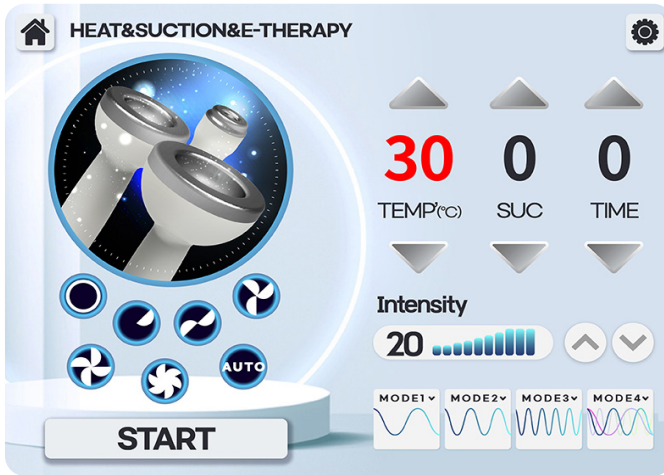 HEAT&SUCTION&E-THERAPY
30 0 0
TEMP'(℃) SUC TIME
Intensity
20
AUTO
MODE1 MODE2 MODE3 MODE4
START